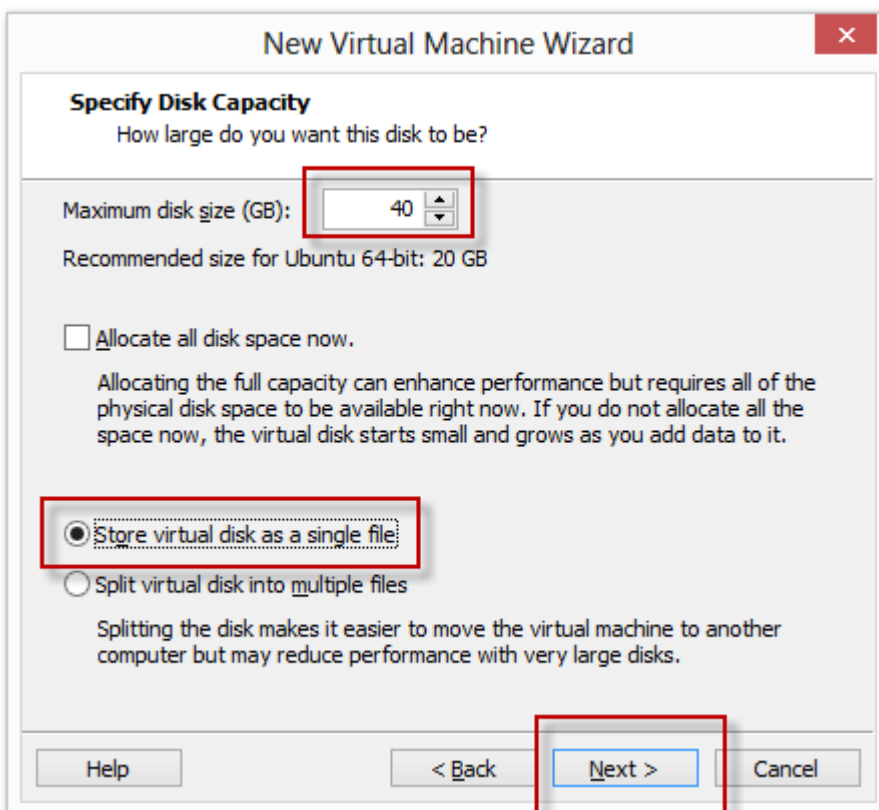 New Virtual Machine Wizard
Specify Disk Capacity
How large do you want this disk to be?
Maximum disk size (GB): 40
Recommended size for Ubuntu 64-bit: 20 GB
Allocate all disk space now.
Allocating the full capacity can enhance performance but requires all of the
physical disk space to be available right now. If you do not allocate all the
space now, the virtual disk starts small and grows as you add data to it.
Store virtual disk as a single file
Split virtual disk into multiple files
Splitting the disk makes it easier to move the virtual machine to another
computer but may reduce performance with very large disks.
Help < Back Next > Cancel